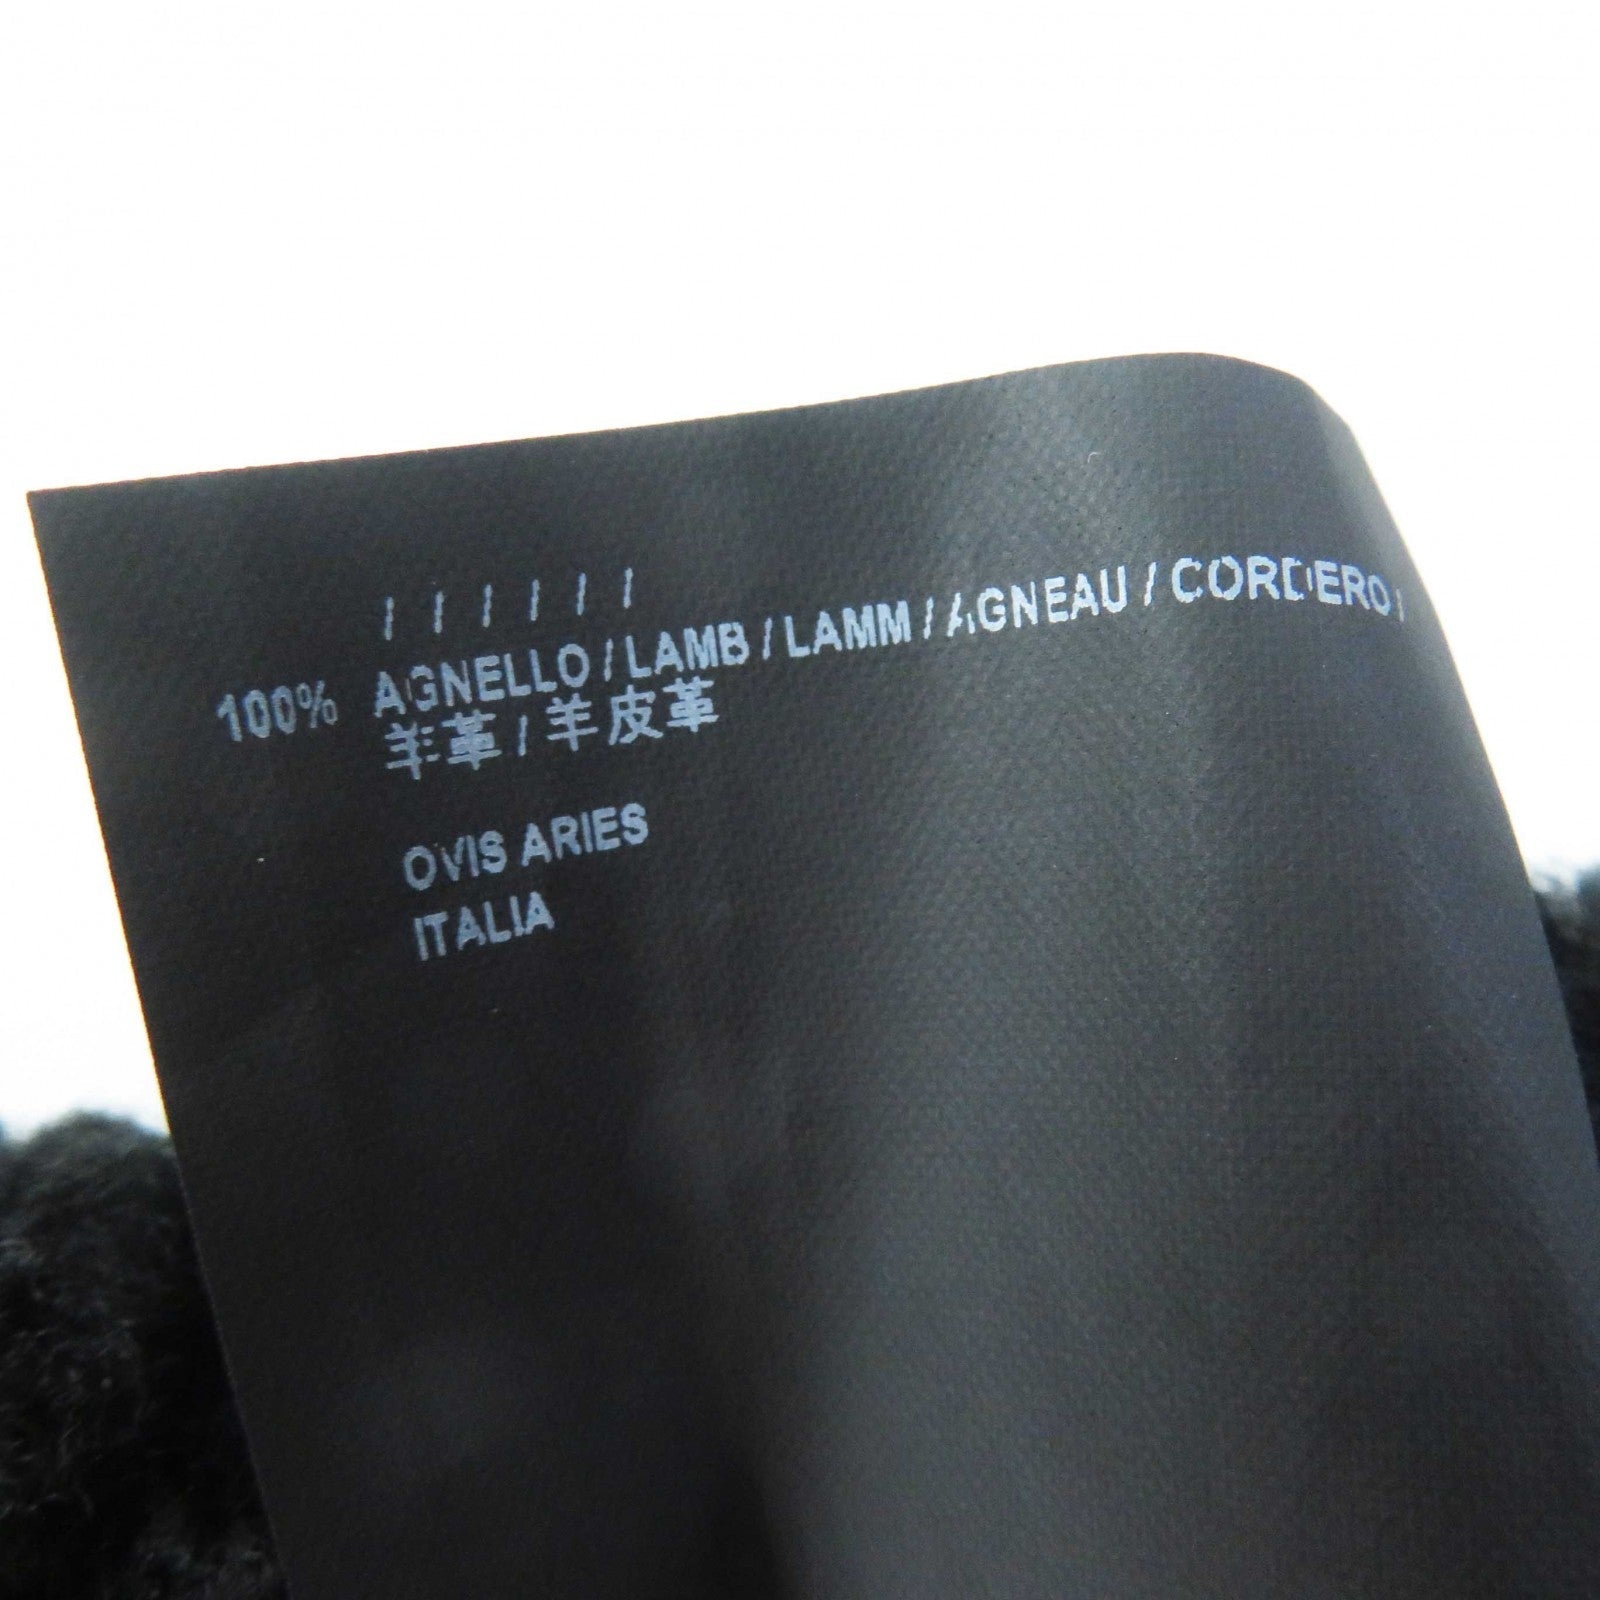 / / / / / /
100% AGNELLO / LAMB / LAMM / AGNEAU / CORDERO /
羊革 / 羊皮革
OVIS ARIES
ITALIA